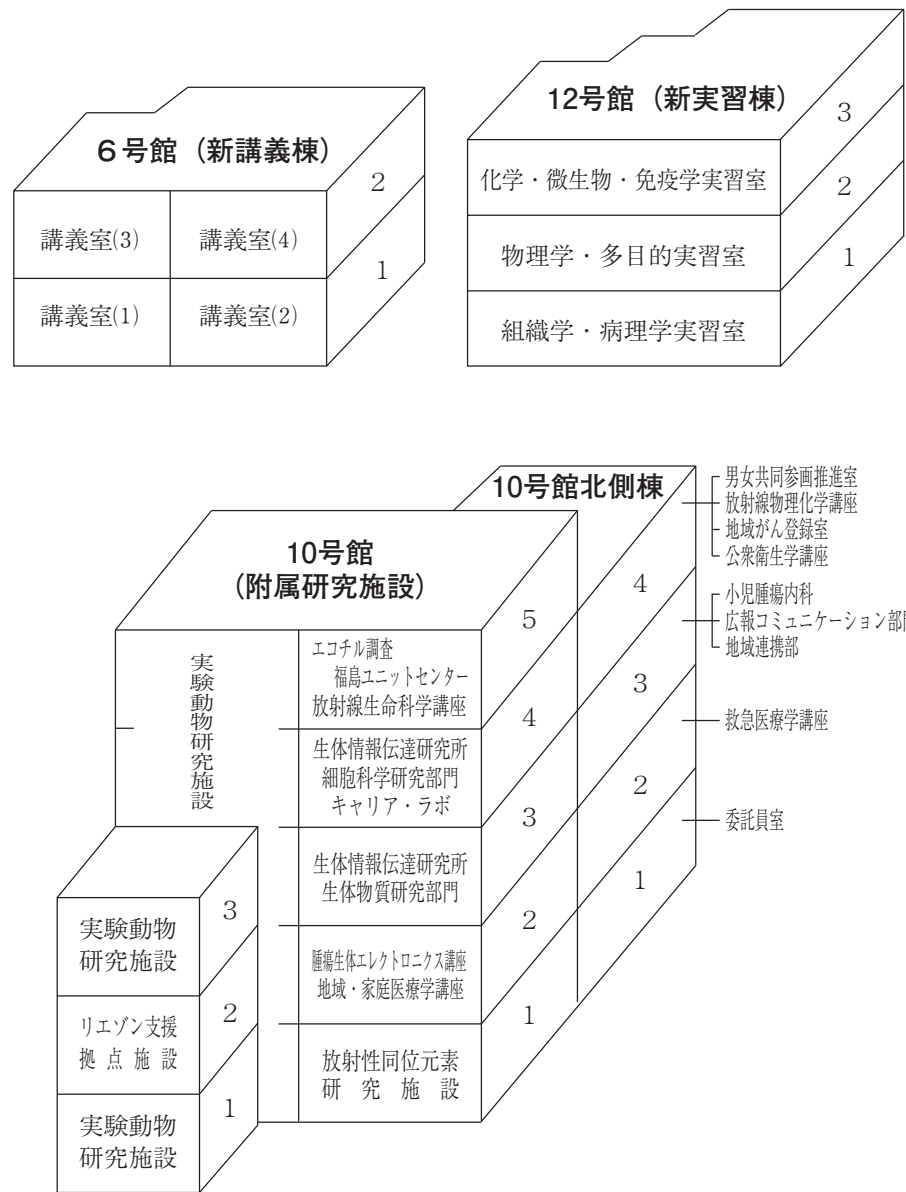 6号館（新講義棟）
講義室(3)
講義室(4)
2
講義室(1)
講義室(2)
1
12号館（新実習棟）
化学・微生物・免疫学実習室
3
物理学・多目的実習室
2
組織学・病理学実習室
1
10号館
(附属研究施設)
実験動物研究施設
エコチル調査
福島ユニットセンター
放射線生命科学講座
5
生体情報伝達研究所
細胞科学研究部門
キャリア・ラボ
4
生体情報伝達研究所
生体物質研究部門
3
腫瘍生体エレクトロニクス講座
地域・家庭医療学講座
2
放射性同位元素
研究施設
1
実験動物
研究施設
3
リエゾン支援
拠点施設
2
実験動物
研究施設
1
10号館北側棟
男女共同参画推進室
放射線物理化学講座
地域がん登録室
公衆衛生学講座
4
小児腫瘍内科
広報コミュニケーション部門
地域連携部
3
救急医療学講座
2
委託員室
1